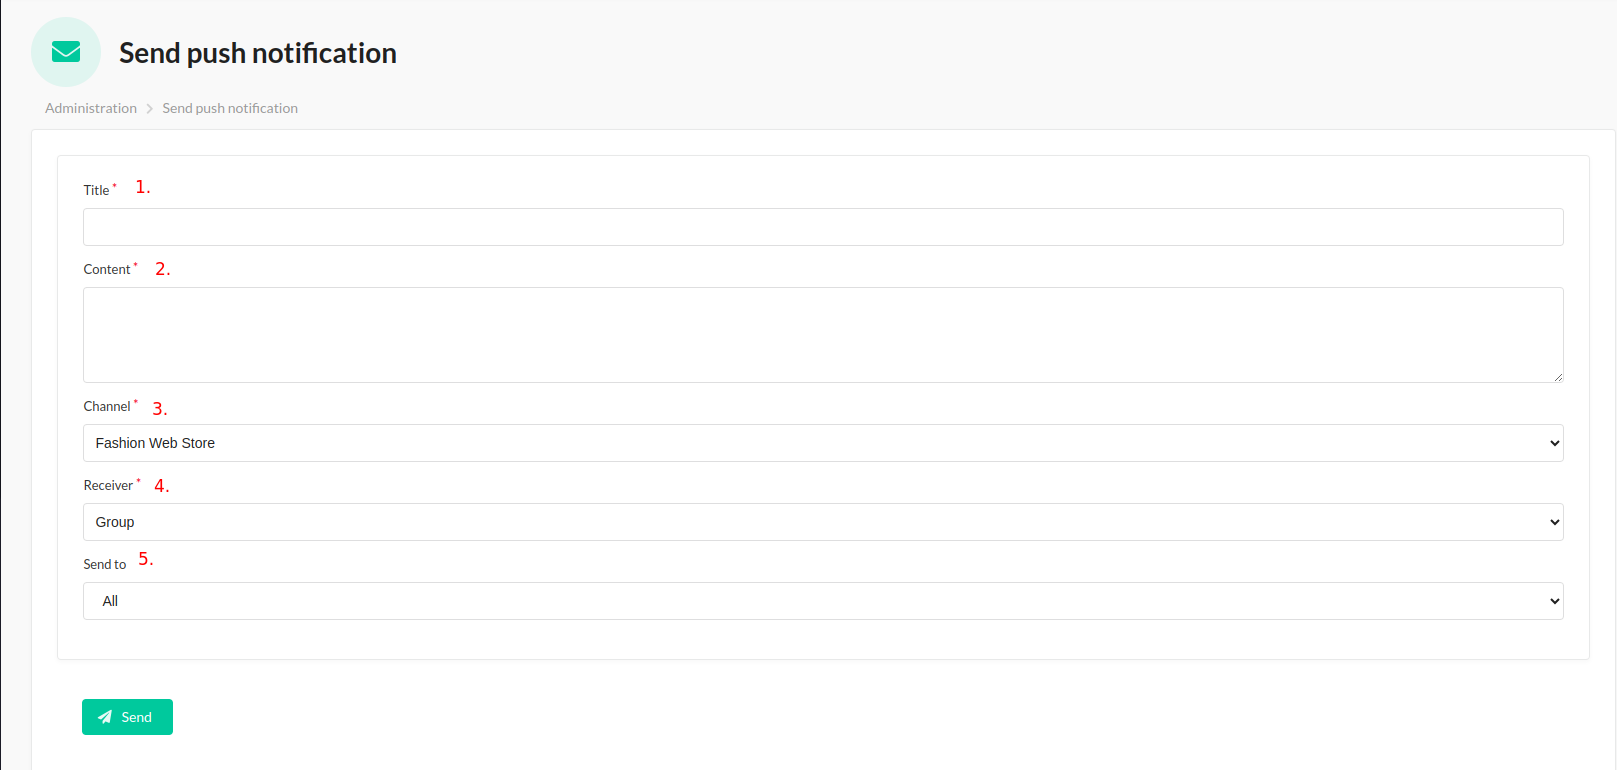 Send push notification
Administration > Send push notification
Title * 1.
Content * 2.
Channel * 3.
Fashion Web Store
Receiver * 4.
Group
Send to 5.
All
Send